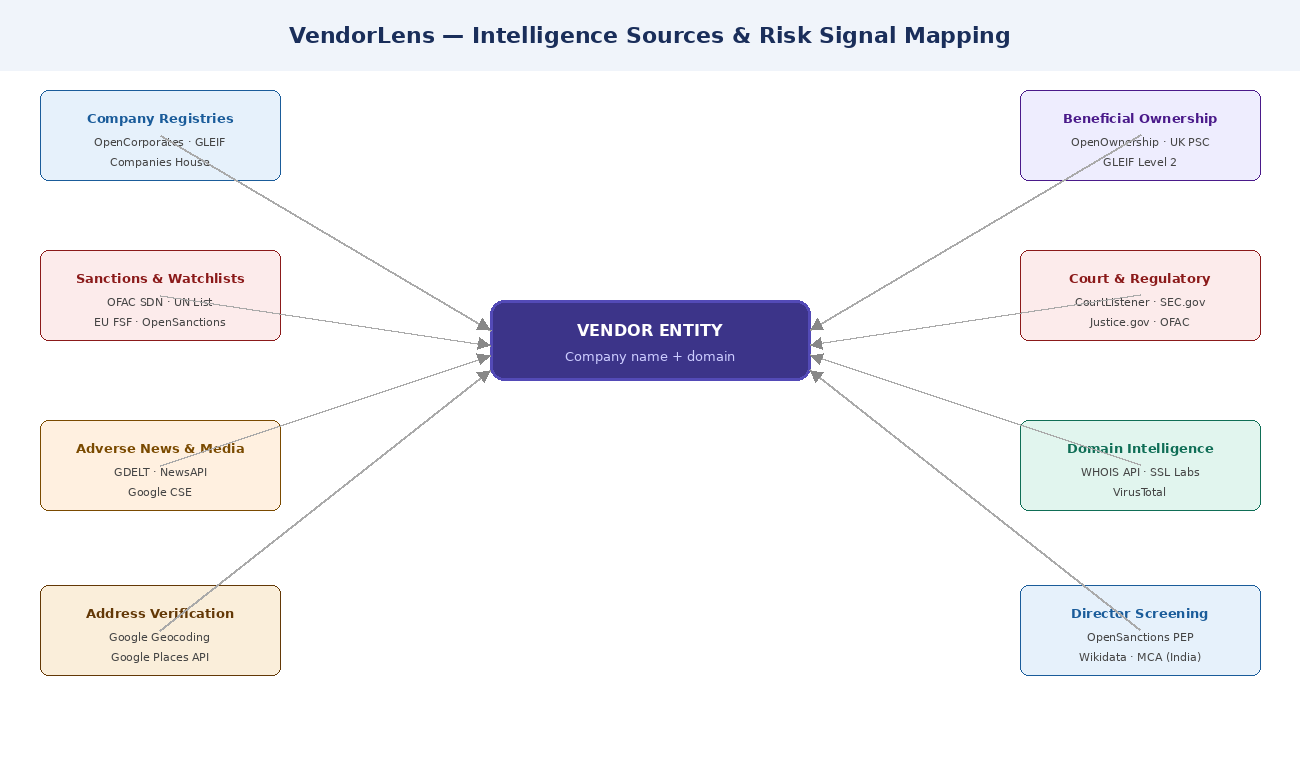 VendorLens — Intelligence Sources & Risk Signal Mapping
Company Registries
OpenCorporates · GLEIF
Companies House
Beneficial Ownership
OpenOwnership · UK PSC
GLEIF Level 2
Sanctions & Watchlists
OFAC SDN · UN List
EU FSF · OpenSanctions
Court & Regulatory
CourtListener · SEC.gov
Justice.gov · OFAC
VENDOR ENTITY
Company name + domain
Adverse News & Media
GDELT · NewsAPI
Google CSE
Domain Intelligence
WHOIS API · SSL Labs
VirusTotal
Address Verification
Google Geocoding
Google Places API
Director Screening
OpenSanctions PEP
Wikidata · MCA (India)